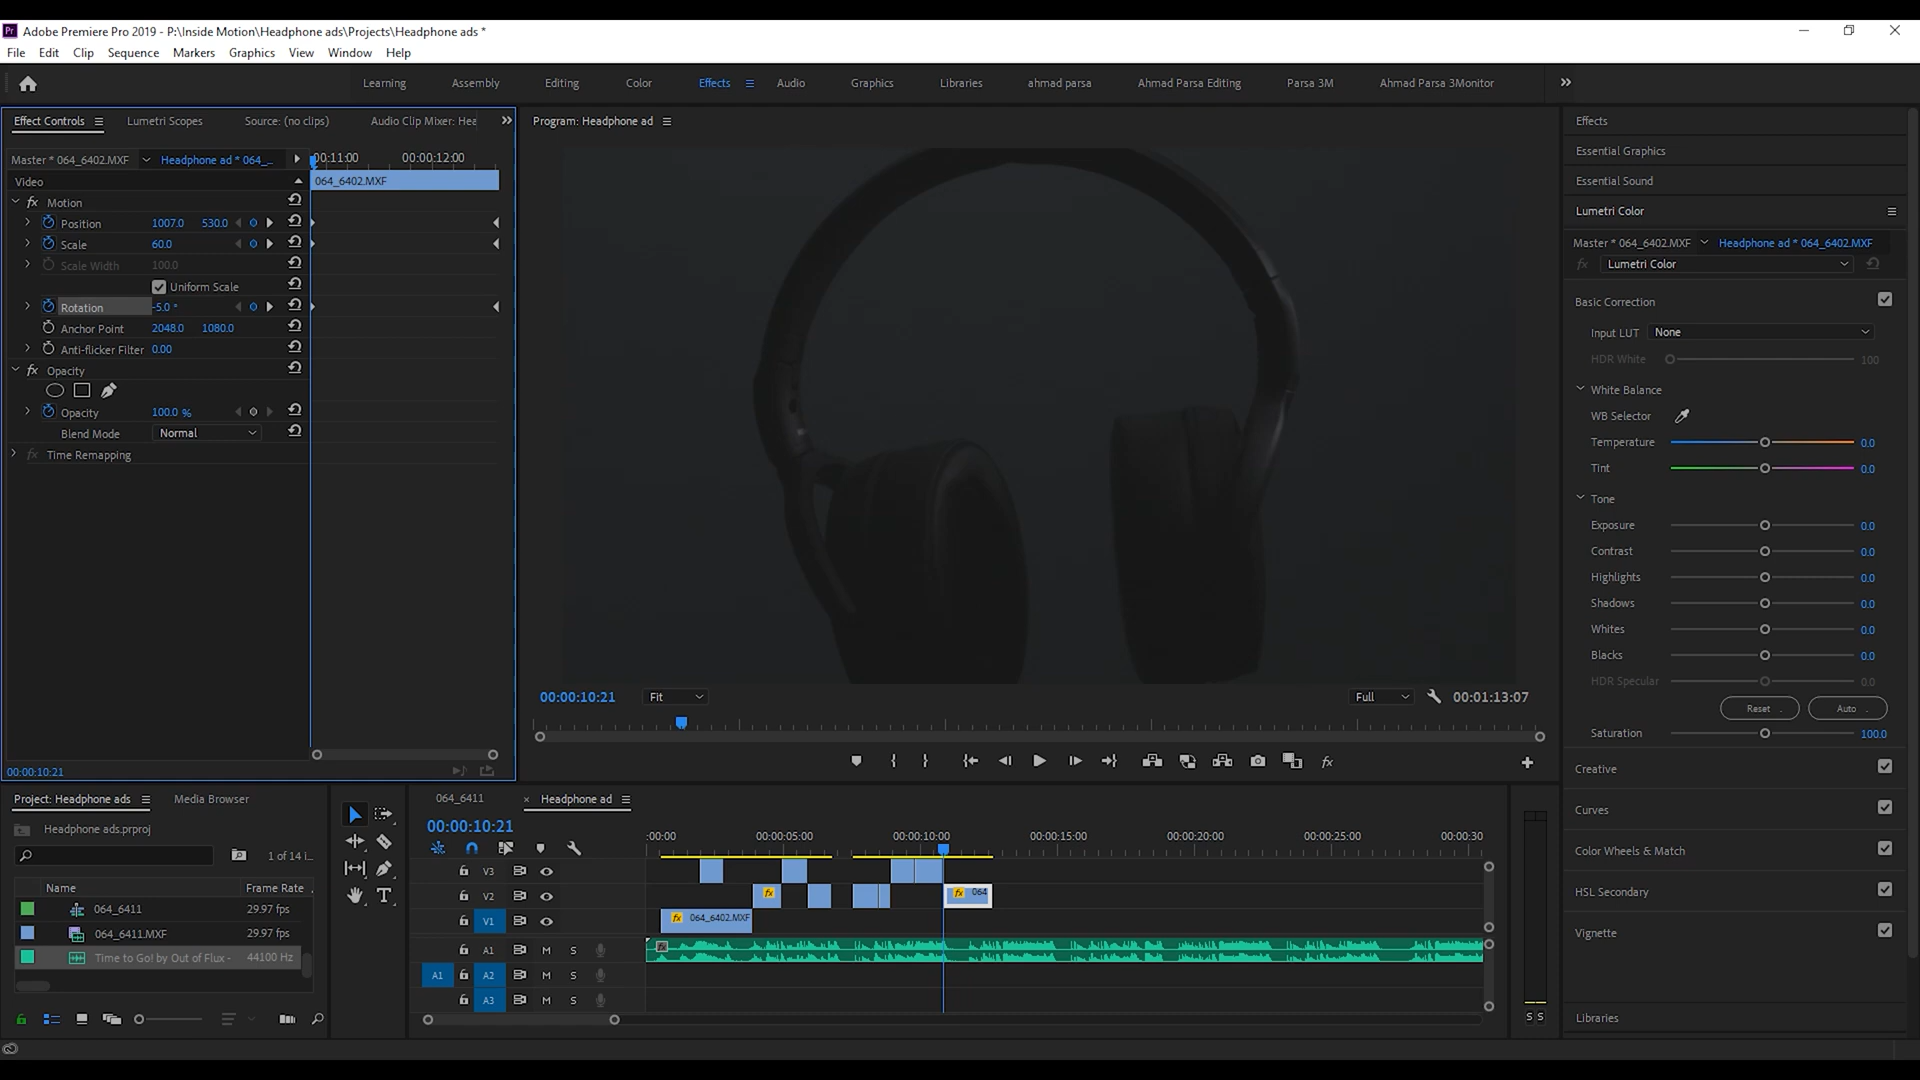 Adobe Premiere Pro 2019 - P:\Inside Motion\Headphone ads\Projects\Headphone ads *
File Edit Clip Sequence Markers Graphics View Window Help
Learning Assembly Editing Color Effects Audio Graphics Libraries ahmad parsa Ahmad Parsa Editing Parsa 3M Ahmad Parsa 3Monitor
Effect Controls Lumetri Scopes Source: (no clips) Audio Clip Mixer: Hea
Master * 064_6402.MXF Headphone ad * 064_... 00:11:00 00:00:12:00
Video 064_6402.MXF
fx Motion
Position 1007.0 530.0
Scale 60.0
Scale Width 100.0
Uniform Scale
Rotation -5.0 °
Anchor Point 2048.0 1080.0
Anti-flicker Filter 0.00
fx Opacity
Opacity 100.0 %
Blend Mode Normal
fx Time Remapping
00:00:10:21
Program: Headphone ad
00:00:10:21 Fit Full 00:01:13:07
fx
Effects
Essential Graphics
Essential Sound
Lumetri Color
Master * 064_6402.MXF Headphone ad * 064_6402.MXF
fx Lumetri Color
Basic Correction
Input LUT None
HDR White 100
White Balance
WB Selector
Temperature 0.0
Tint 0.0
Tone
Exposure 0.0
Contrast 0.0
Highlights 0.0
Shadows 0.0
Whites 0.0
Blacks 0.0
HDR Specular 0.0
Reset Auto
Saturation 100.0
Creative
Curves
Color Wheels & Match
HSL Secondary
Vignette
Libraries
Project: Headphone ads Media Browser
Headphone ads.prproj
1 of 14 i...
Name Frame Rate
064_6411 29.97 fps
064_6411.MXF 29.97 fps
Time to Go! by Out of Flux - 44100 Hz
064_6411 × Headphone ad
00:00:10:21 :00:00 00:00:05:00 00:00:10:00 00:00:15:00 00:00:20:00 00:00:25:00 00:00:30
V3
V2 fx fx 064
V1 fx 064_6402.MXF
A1 M S fx
A1 A2 M S
A3 M S
S S